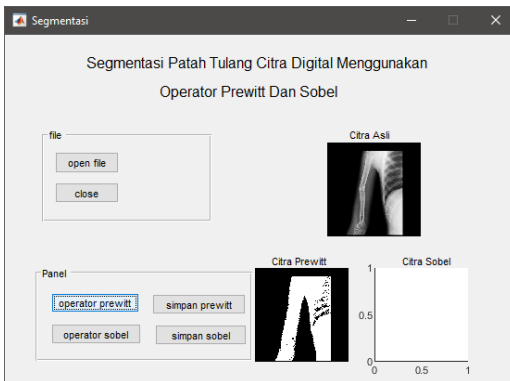 Segmentasi
Segmentasi Patah Tulang Citra Digital Menggunakan
Operator Prewitt Dan Sobel
file
open file
close
Citra Asli
Panel
operator prewitt
simpan prewitt
operator sobel
simpan sobel
Citra Prewitt
Citra Sobel
1
0.5
0
0
0.5
1